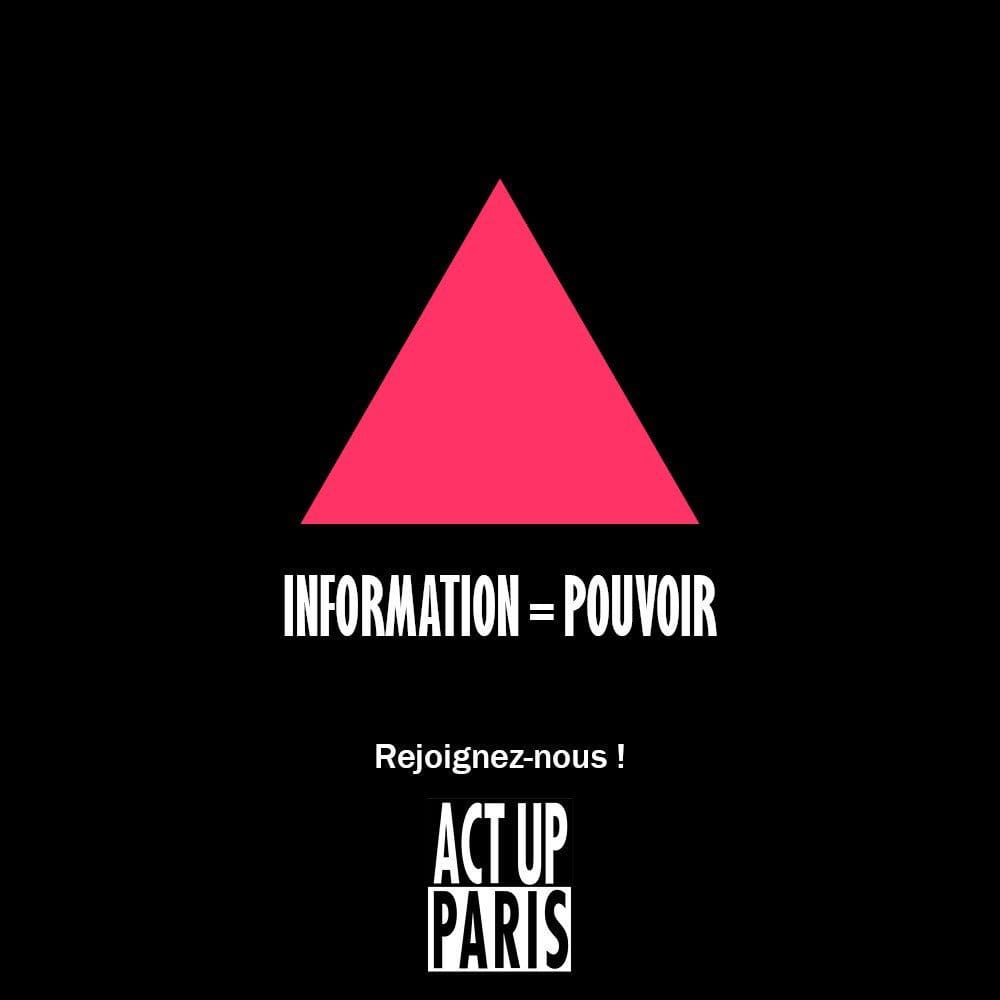 INFORMATION = POUVOIR
Rejoignez-nous !
ACT UP
PARIS